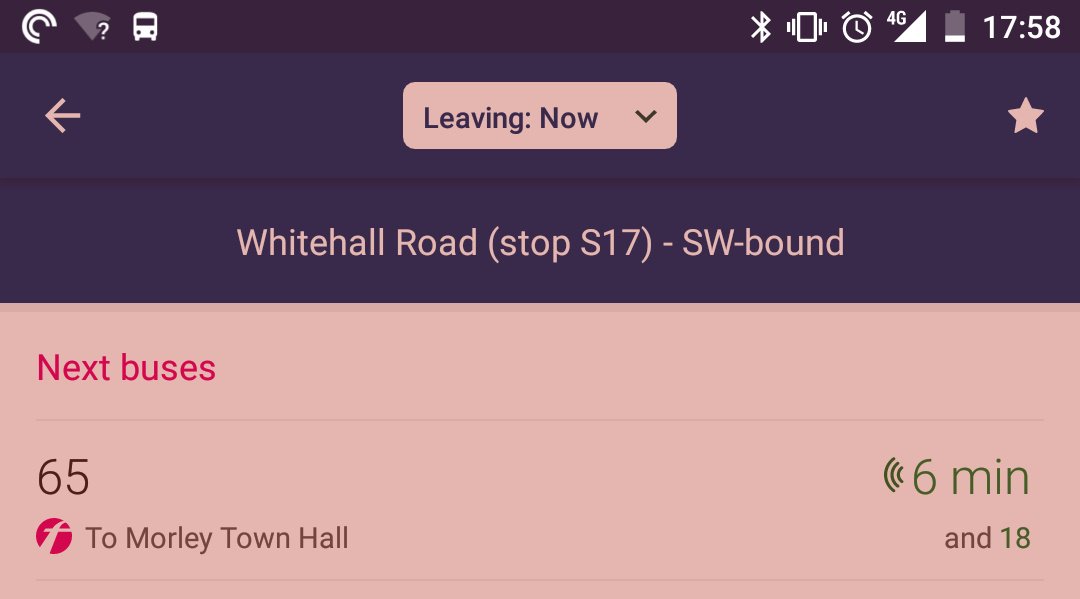 4G 17:58
Leaving: Now
Whitehall Road (stop S17) - SW-bound
Next buses
65 6 min
To Morley Town Hall and 18